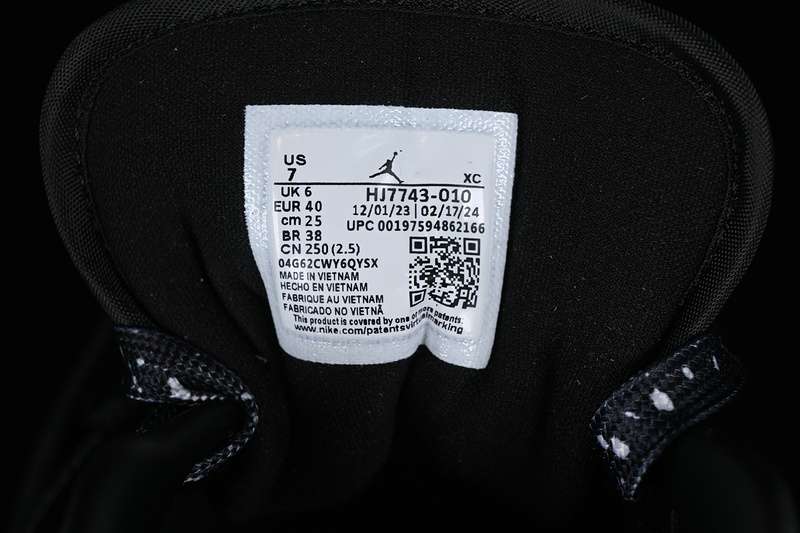 US
7
XC
UK 6
EUR 40
cm 25
BR 38
CN 250 (2.5)
HJ7743-010
12/01/23 | 02/17/24
UPC 00197594862166
04G62CWY6QYSX
MADE IN VIETNAM
HECHO EN VIETNAM
FABRIQUE AU VIETNAM
FABRICADO NO VIETNÃ
This product is covered by one or more patents.
www.nike.com/patentsvirtualmarking